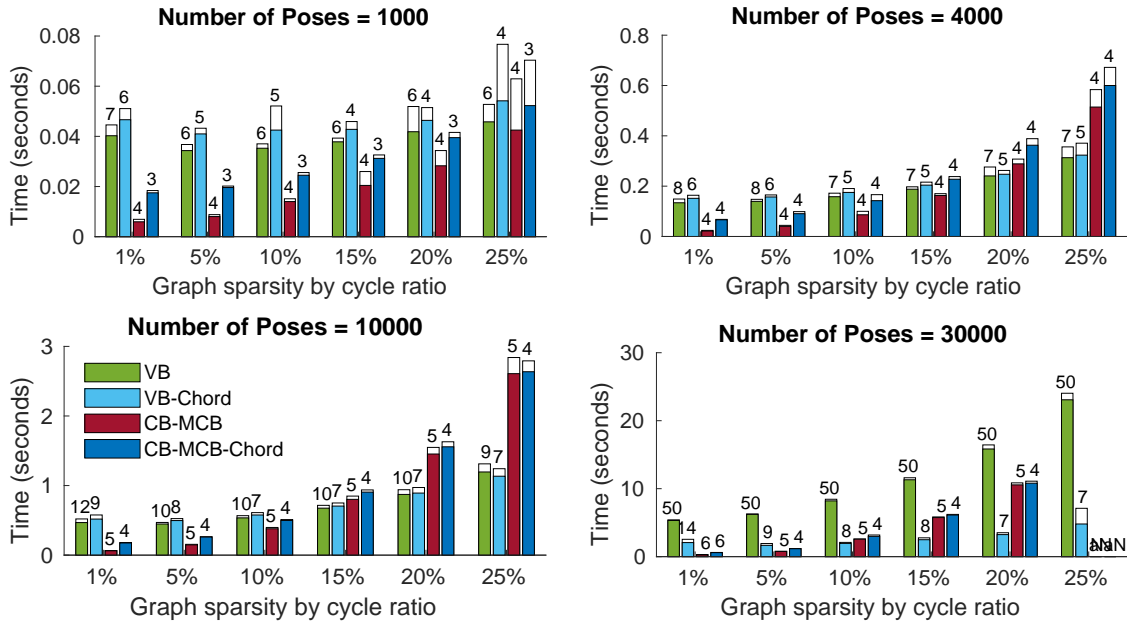 Number of Poses = 1000
Time (seconds)
0.08
0.06
0.04
0.02
0
7 6 4 3
6 5 4 3
6 5 4 3
6 4 4 3
6 4 4 3
6 4 4 3
1% 5% 10% 15% 20% 25%
Graph sparsity by cycle ratio
Number of Poses = 4000
Time (seconds)
0.8
0.6
0.4
0.2
0
8 6 4 4
8 6 4 4
7 5 4 4
7 5 4 4
7 5 4 4
7 5 4 4
1% 5% 10% 15% 20% 25%
Graph sparsity by cycle ratio
Number of Poses = 10000
Time (seconds)
3
2
1
0
VB
VB-Chord
CB-MCB
CB-MCB-Chord
12 9 5 4
10 8 5 4
10 7 5 4
10 7 5 4
10 7 5 4
9 7 5 4
1% 5% 10% 15% 20% 25%
Graph sparsity by cycle ratio
Number of Poses = 30000
Time (seconds)
30
20
10
0
50 14 6 6
50 9 5 4
50 8 5 4
50 8 5 4
50 7 5 4
50 7 NaN
1% 5% 10% 15% 20% 25%
Graph sparsity by cycle ratio